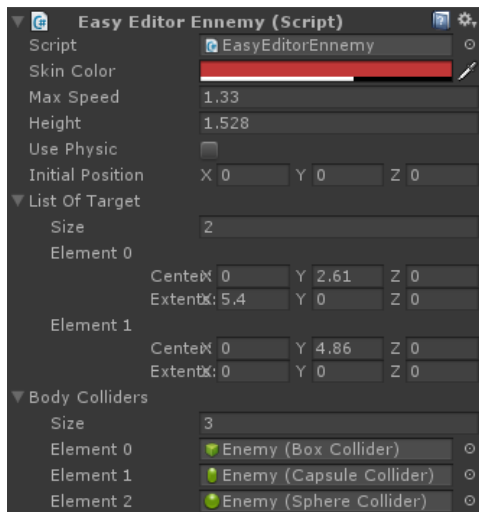 Easy Editor Ennemy (Script)
Script EasyEditorEnnemy
Skin Color
Max Speed 1.33
Height 1.528
Use Physic
Initial Position X 0 Y 0 Z 0
List Of Target
Size 2
Element 0
Center: X 0 Y 2.61 Z 0
Extents: X 5.4 Y 0 Z 0
Element 1
Center: X 0 Y 4.86 Z 0
Extents: X 0 Y 0 Z 0
Body Colliders
Size 3
Element 0 Enemy (Box Collider)
Element 1 Enemy (Capsule Collider)
Element 2 Enemy (Sphere Collider)